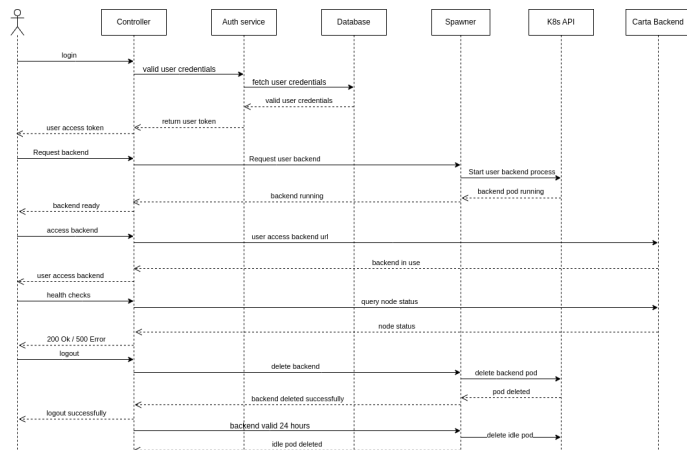 Controller
Auth service
Database
Spawner
K8s API
Carta Backend
login
valid user credentials
fetch user credentials
valid user credentials
return user token
user access token
Request backend
Request user backend
Start user backend process
backend pod running
backend running
backend ready
access backend
user access backend url
backend in use
user access backend
health checks
query node status
node status
200 Ok / 500 Error
logout
delete backend
delete backend pod
pod deleted
backend deleted successfully
logout successfully
backend valid 24 hours
delete idle pod
idle pod deleted